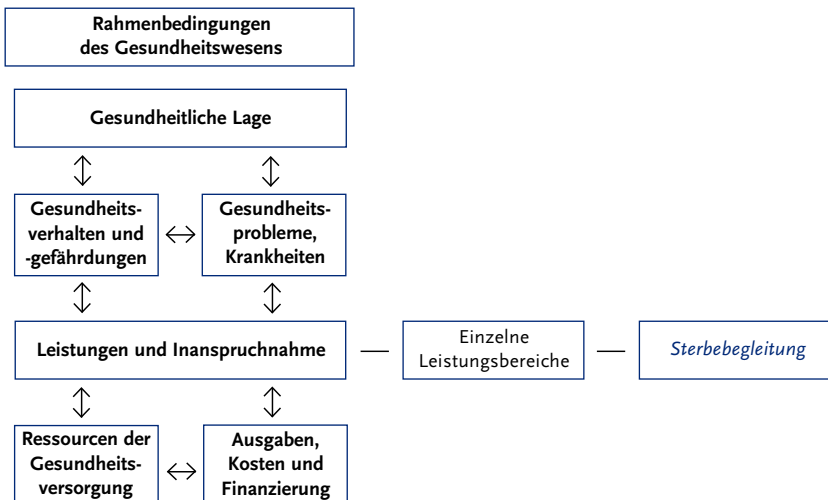 Rahmenbedingungen
des Gesundheitswesens
Gesundheitliche Lage
Gesundheits-
verhalten und
-gefährdungen
Gesundheits-
probleme,
Krankheiten
Leistungen und Inanspruchnahme
Einzelne
Leistungsbereiche
Sterbebegleitung
Ressourcen der
Gesundheits-
versorgung
Ausgaben,
Kosten und
Finanzierung